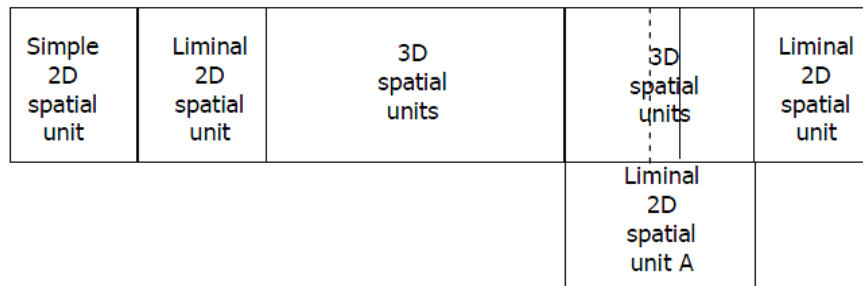 Simple
2D
spatial
unit
Liminal
2D
spatial
unit
3D
spatial
units
3D
spatial
units
Liminal
2D
spatial
unit
Liminal
2D
spatial
unit A